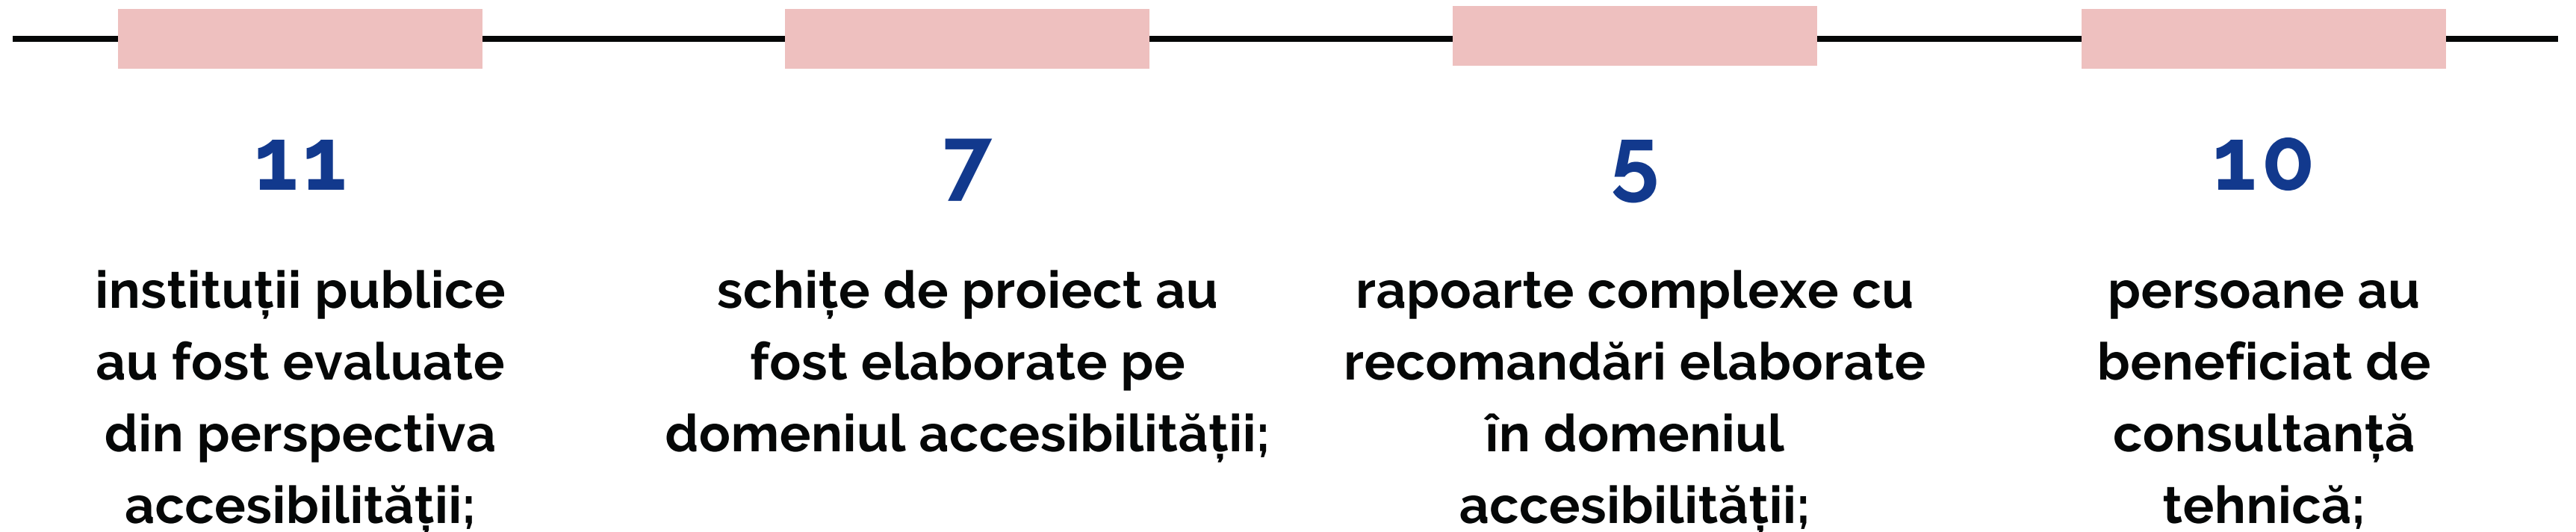 11
instituții publice
au fost evaluate
din perspectiva
accesibilității;
7
schițe de proiect au
fost elaborate pe
domeniul accesibilității;
5
rapoarte complexe cu
recomandări elaborate
în domeniul
accesibilității;
10
persoane au
beneficiat de
consultanță
tehnică;